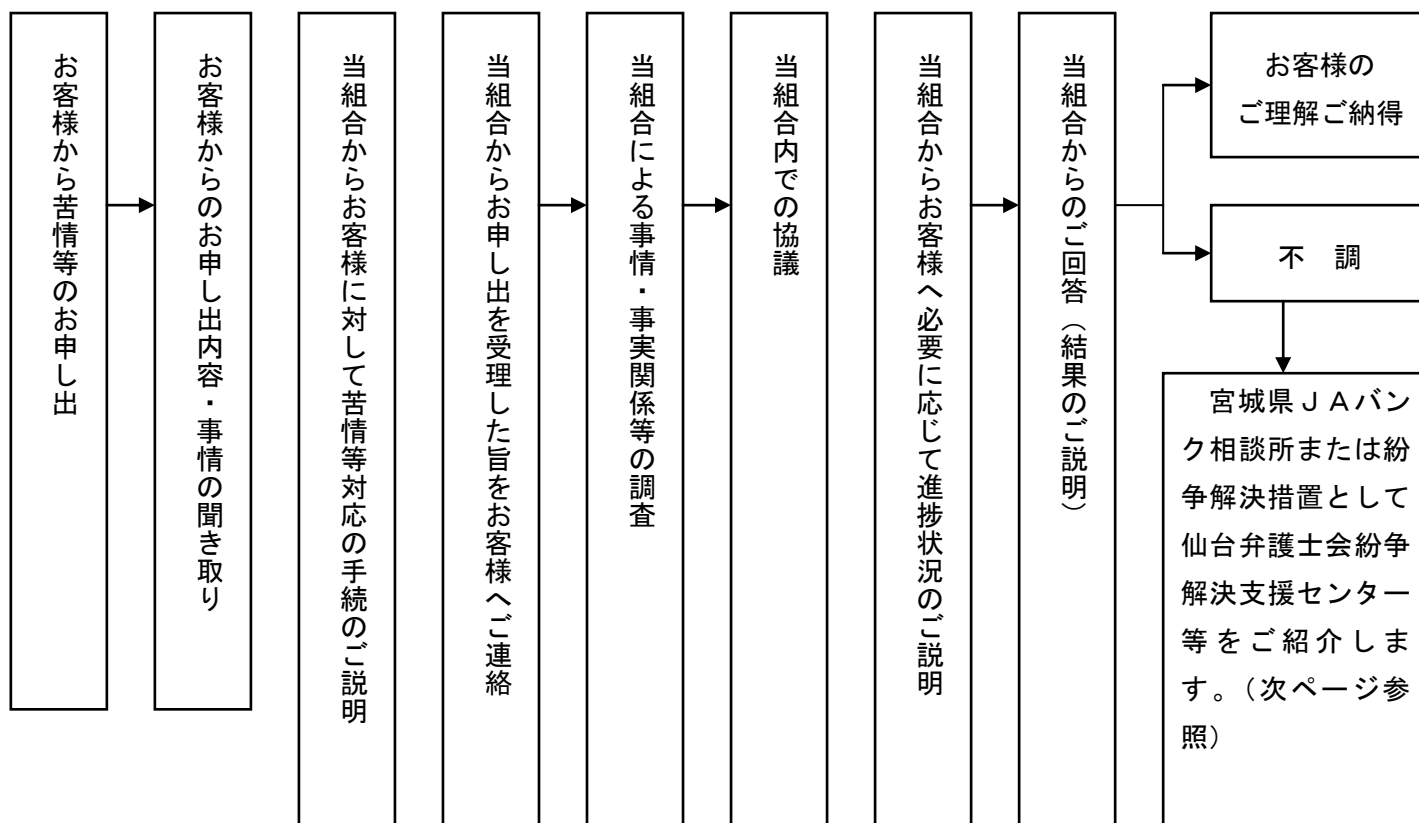 お客様から苦情等のお申し出
お客様からのお申し出内容・事情の聞き取り
当組合からお客様に対して苦情等対応の手続のご説明
当組合からお申し出を受理した旨をお客様へご連絡
当組合による事情・事実関係等の調査
当組合内での協議
当組合からお客様へ必要に応じて進捗状況のご説明
当組合からのご回答（結果のご説明）
お客様の
ご理解ご納得
不　調
宮城県ＪＡバン
ク相談所または紛
争解決措置として
仙台弁護士会紛争
解決支援センター
等をご紹介しま
す。（次ページ参
照）